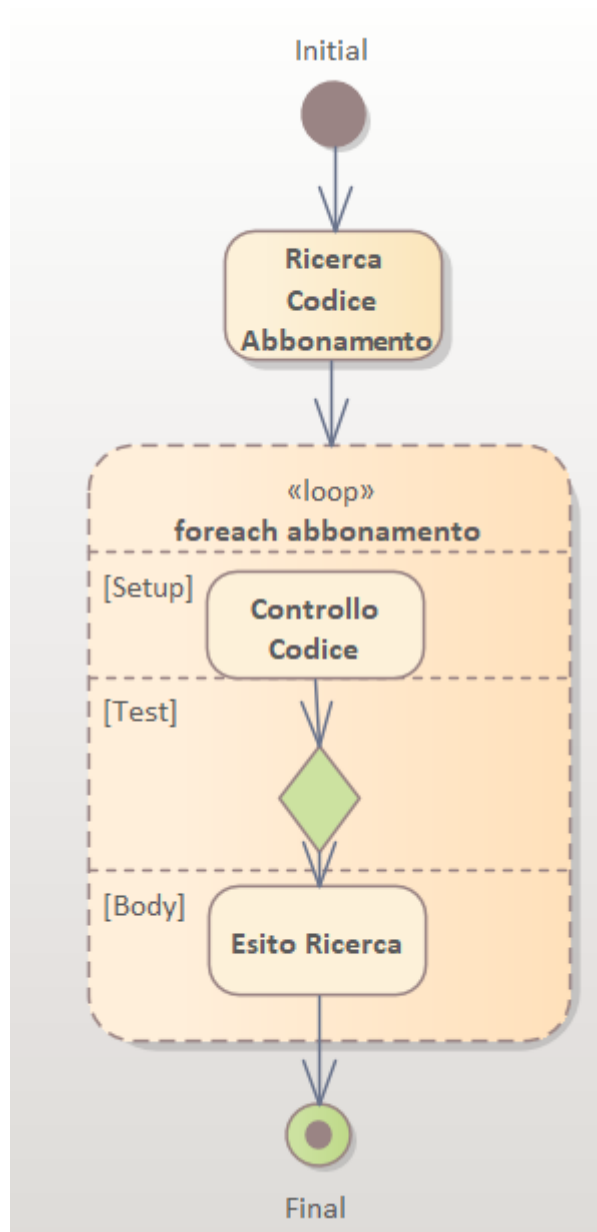 Initial
Ricerca
Codice
Abbonamento
«loop»
foreach abbonamento
[Setup]
Controllo
Codice
[Test]
[Body]
Esito Ricerca
Final